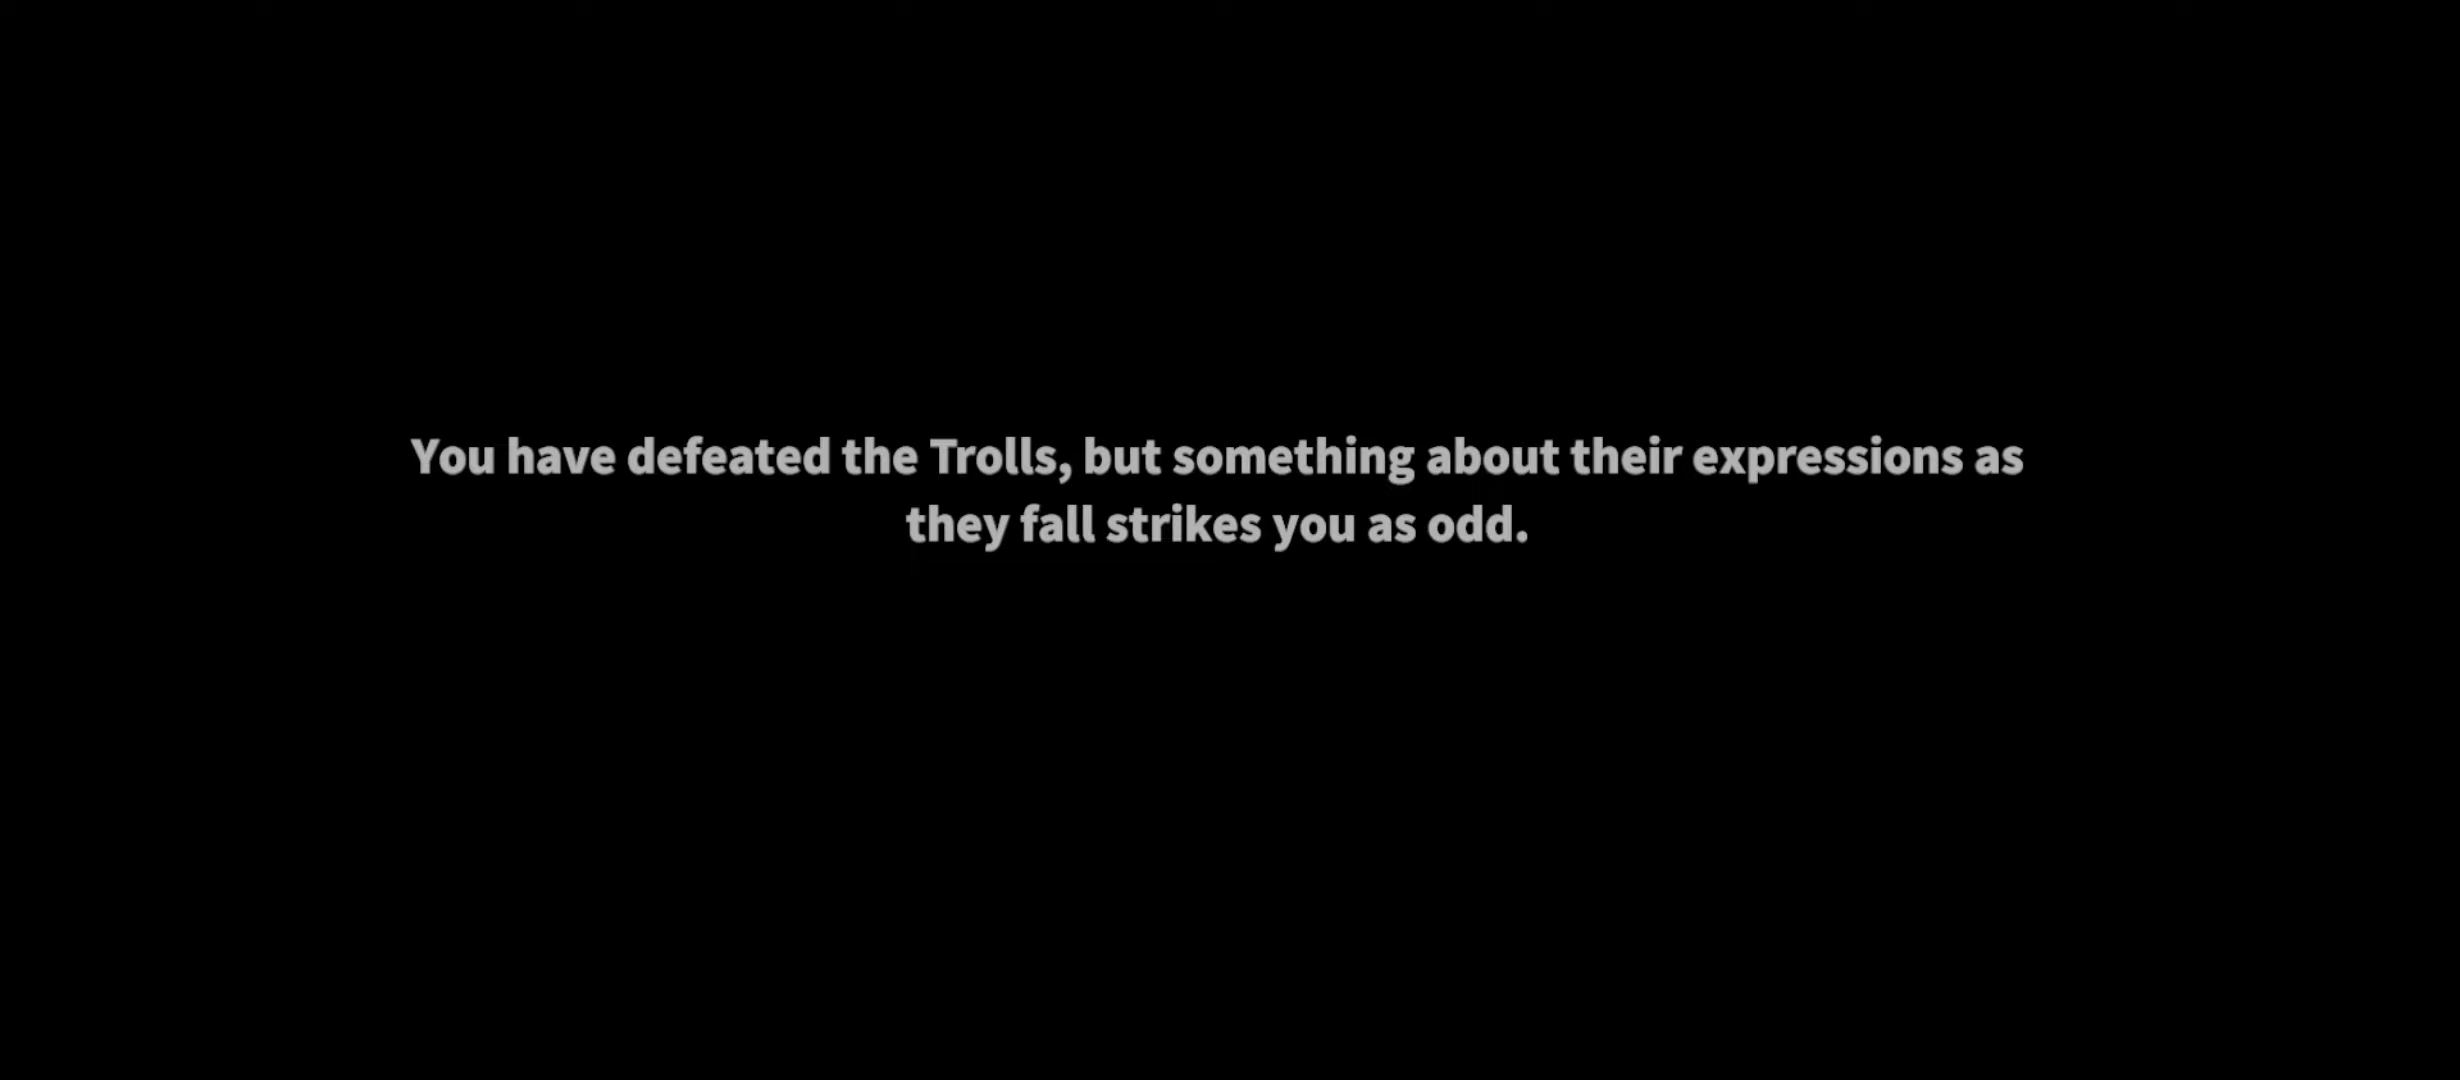 You have defeated the Trolls, but something about their expressions as
they fall strikes you as odd.